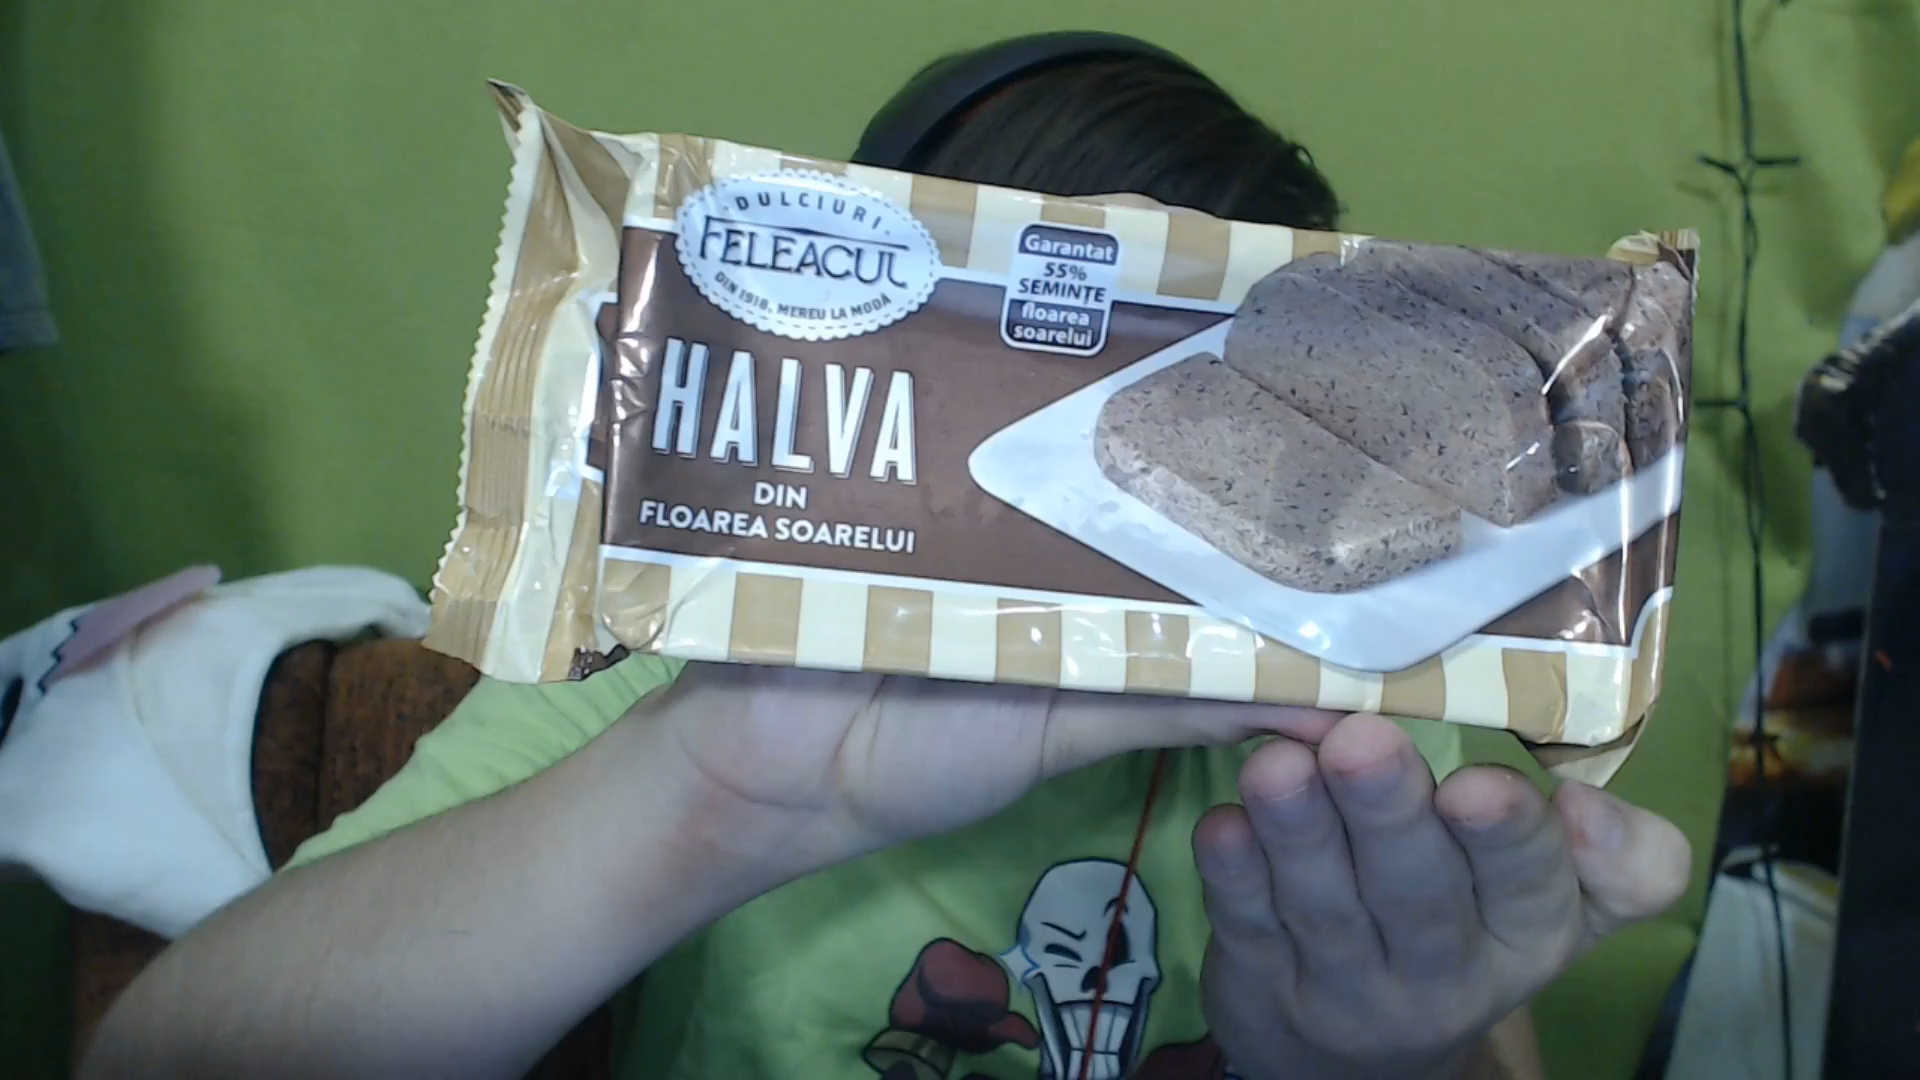 DULCIURI
FELEACUL
DIN 1918, MEREU LA MODĂ
Garantat
55%
SEMINȚE
floarea
soarelui
HALVA
DIN
FLOAREA SOARELUI